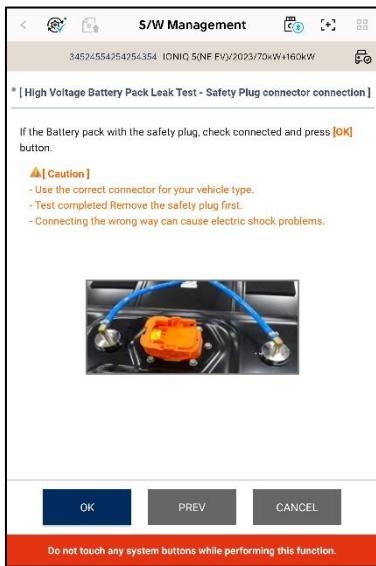 S/W Management
34524554254254354 IONIQ 5(NE EV)/2023/70kW+160kW
* [ High Voltage Battery Pack Leak Test - Safety Plug connector connection ]
If the Battery pack with the safety plug, check connected and press [OK]
button.
[ Caution ]
- Use the correct connector for your vehicle type.
- Test completed Remove the safety plug first.
- Connecting the wrong way can cause electric shock problems.
OK
PREV
CANCEL
Do not touch any system buttons while performing this function.